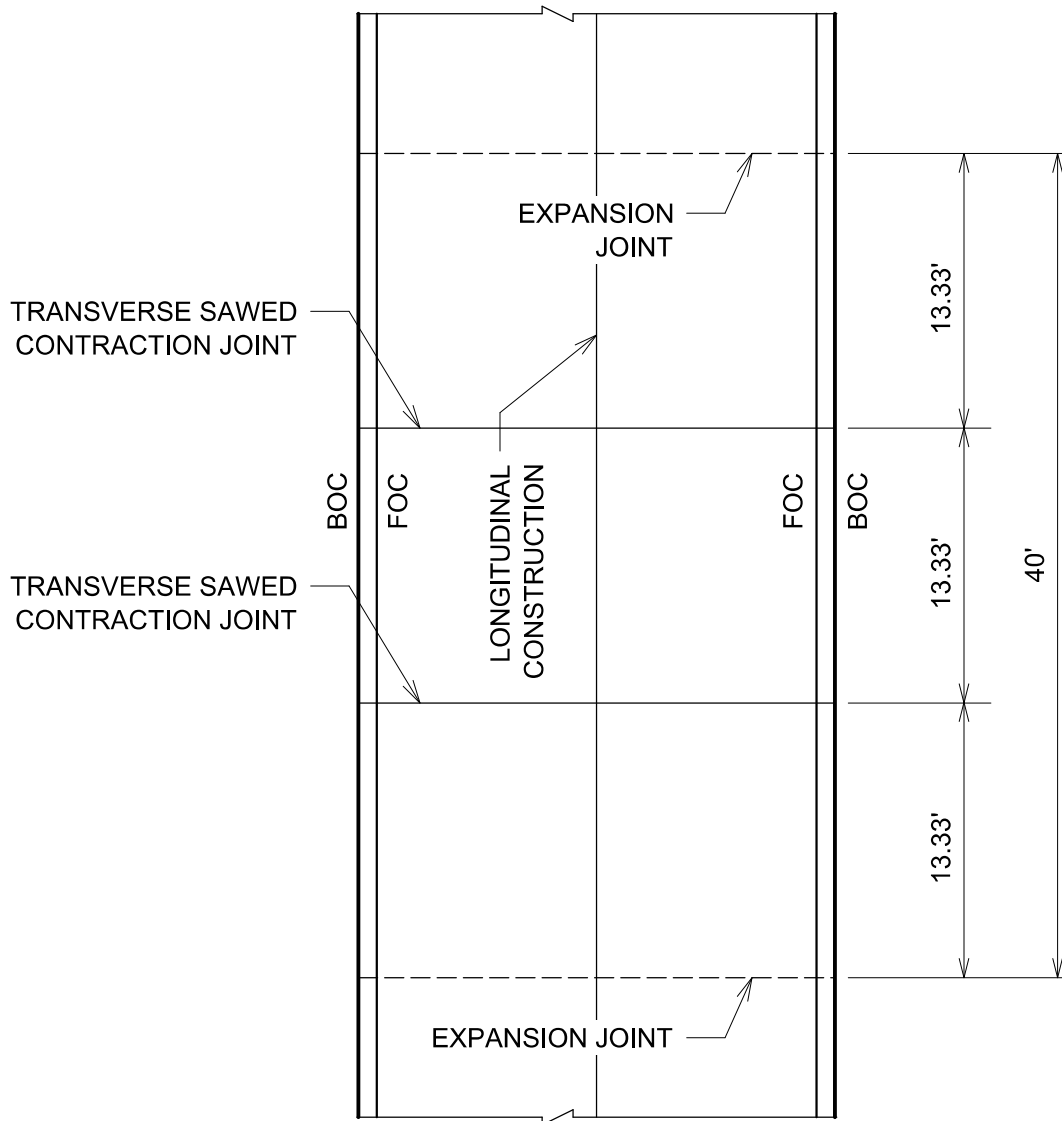 EXPANSION
JOINT
TRANSVERSE SAWED
CONTRACTION JOINT
13.33'
BOC
FOC
LONGITUDINAL
CONSTRUCTION
FOC
BOC
13.33'
40'
TRANSVERSE SAWED
CONTRACTION JOINT
13.33'
EXPANSION JOINT